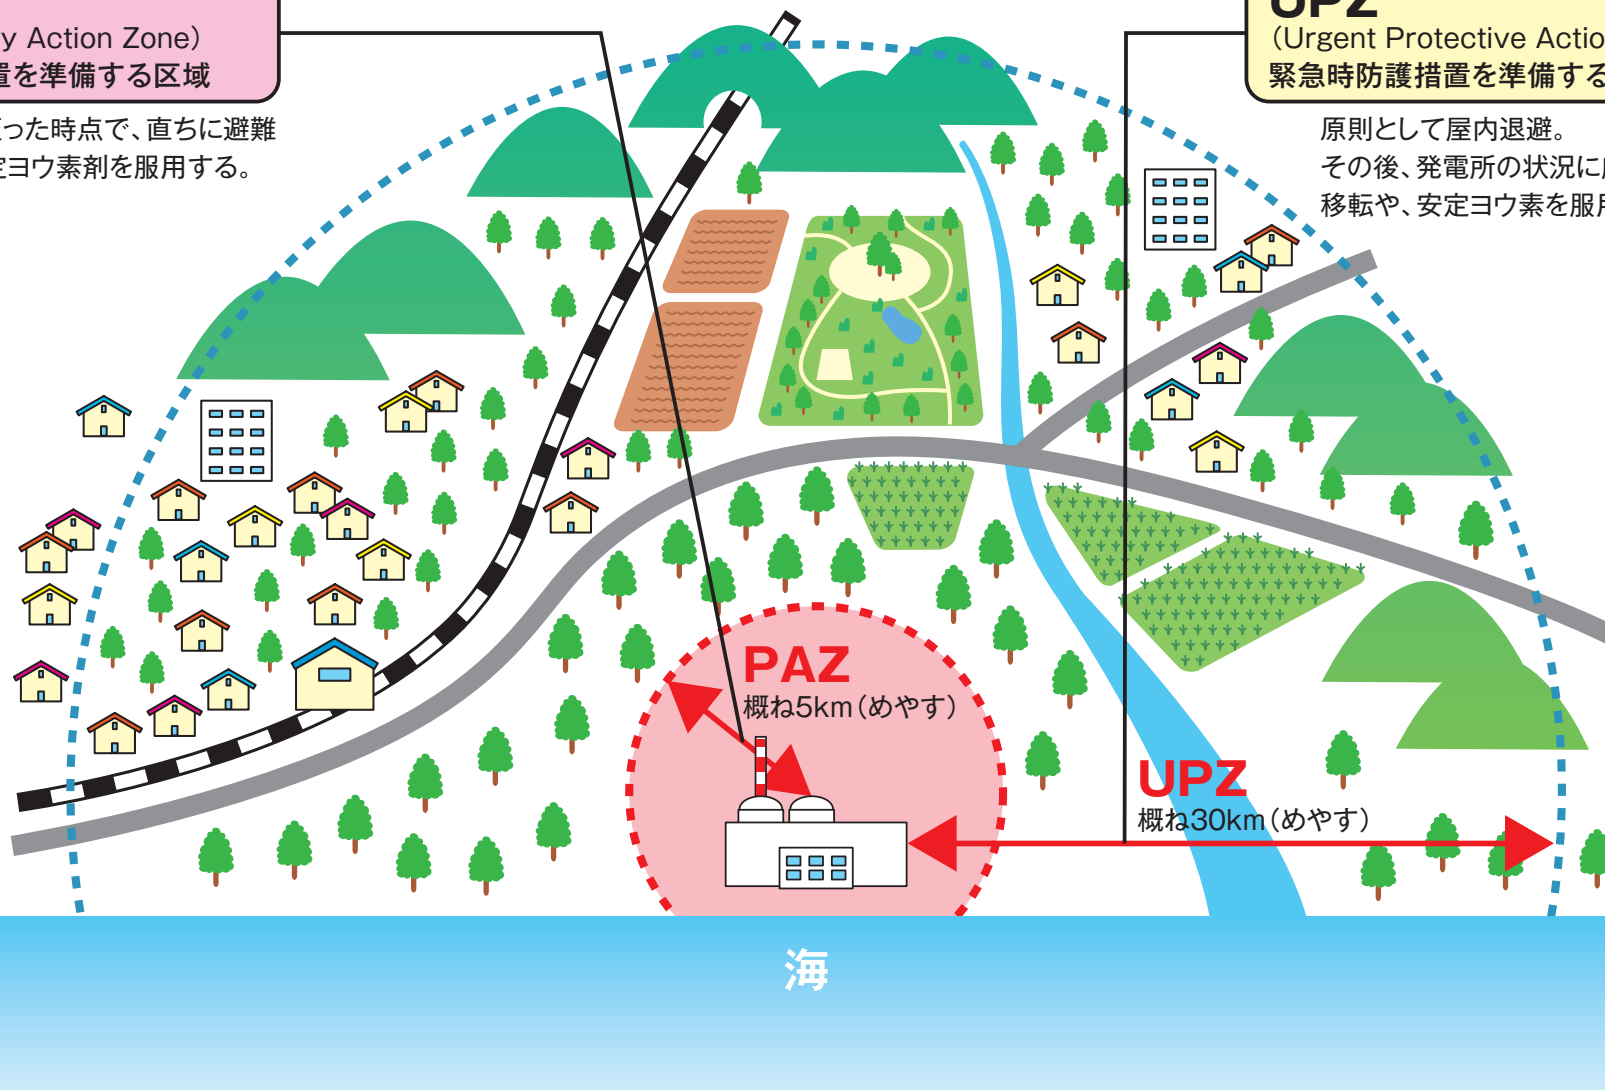 y Action Zone）
置を準備する区域
った時点で、直ちに避難
定ヨウ素剤を服用する。
UPZ
（Urgent Protective Actio
緊急時防護措置を準備する
原則として屋内退避。
その後、発電所の状況に
移転や、安定ヨウ素を服用
PAZ
概ね5km（めやす）
UPZ
概ね30km（めやす）
海